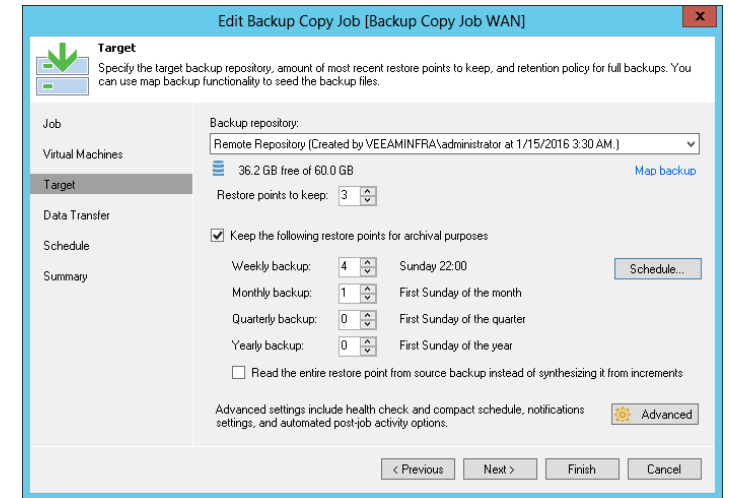 Edit Backup Copy Job [Backup Copy Job WAN]
x
Target
Specify the target backup repository, amount of most recent restore points to keep, and retention policy for full backups. You
can use map backup functionality to seed the backup files.
Job
Virtual Machines
Target
Data Transfer
Schedule
Summary
Backup repository:
Remote Repository (Created by VEEAMINFRA\administrator at 1/15/2016 3:30 AM.)
36.2 GB free of 60.0 GB
Map backup
Restore points to keep: 3
Keep the following restore points for archival purposes
Weekly backup: 4 Sunday 22:00 Schedule...
Monthly backup: 1 First Sunday of the month
Quarterly backup: 0 First Sunday of the quarter
Yearly backup: 0 First Sunday of the year
Read the entire restore point from source backup instead of synthesizing it from increments
Advanced settings include health check and compact schedule, notifications
settings, and automated post-job activity options.
Advanced
< Previous Next > Finish Cancel